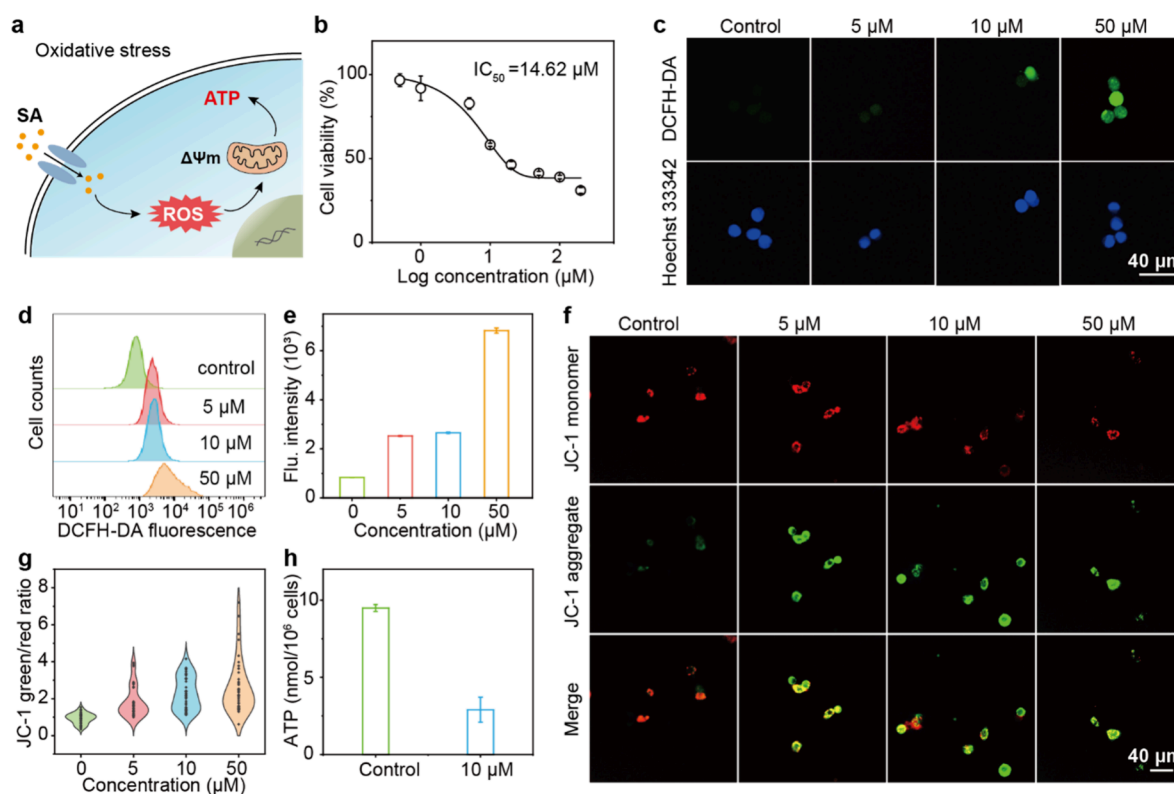 a
Oxidative stress
SA
ATP
ΔΨm
ROS
b
Cell viability (%)
100
50
0
IC50 =14.62 μM
0 1 2
Log concentration (μM)
c
Control 5 μM 10 μM 50 μM
DCFH-DA
Hoechst 33342
40 μm
d
Cell counts
control
5 μM
10 μM
50 μM
10¹ 10² 10³ 10⁴ 10⁵ 10⁶
DCFH-DA fluorescence
e
Flu. intensity (10³)
6
4
2
0
0 5 10 50
Concentration (μM)
f
Control 5 μM 10 μM 50 μM
JC-1 monomer
JC-1 aggregate
Merge
40 μm
g
JC-1 green/red ratio
8
6
4
2
0
0 5 10 50
Concentration (μM)
h
ATP (nmol/10⁶ cells)
10
5
0
Control 10 μM